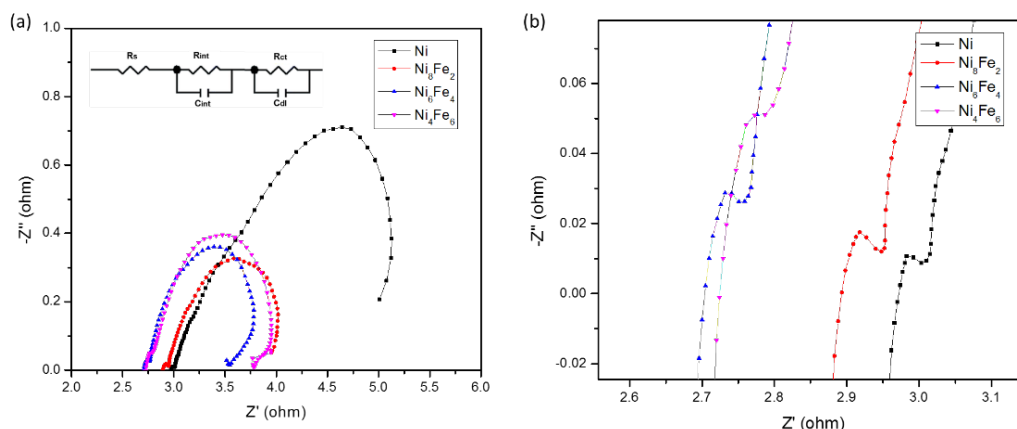 (a)
1.0
0.8
0.6
0.4
0.2
0.0
-Z'' (ohm)
2.0 2.5 3.0 3.5 4.0 4.5 5.0 5.5 6.0
Z' (ohm)
Rs Rint Rct
Cint Cdl
Ni
Ni₈Fe₂
Ni₆Fe₄
Ni₄Fe₆
(b)
0.06
0.04
0.02
0.00
-0.02
-Z'' (ohm)
2.6 2.7 2.8 2.9 3.0 3.1
Z' (ohm)
Ni
Ni₈Fe₂
Ni₆Fe₄
Ni₄Fe₆